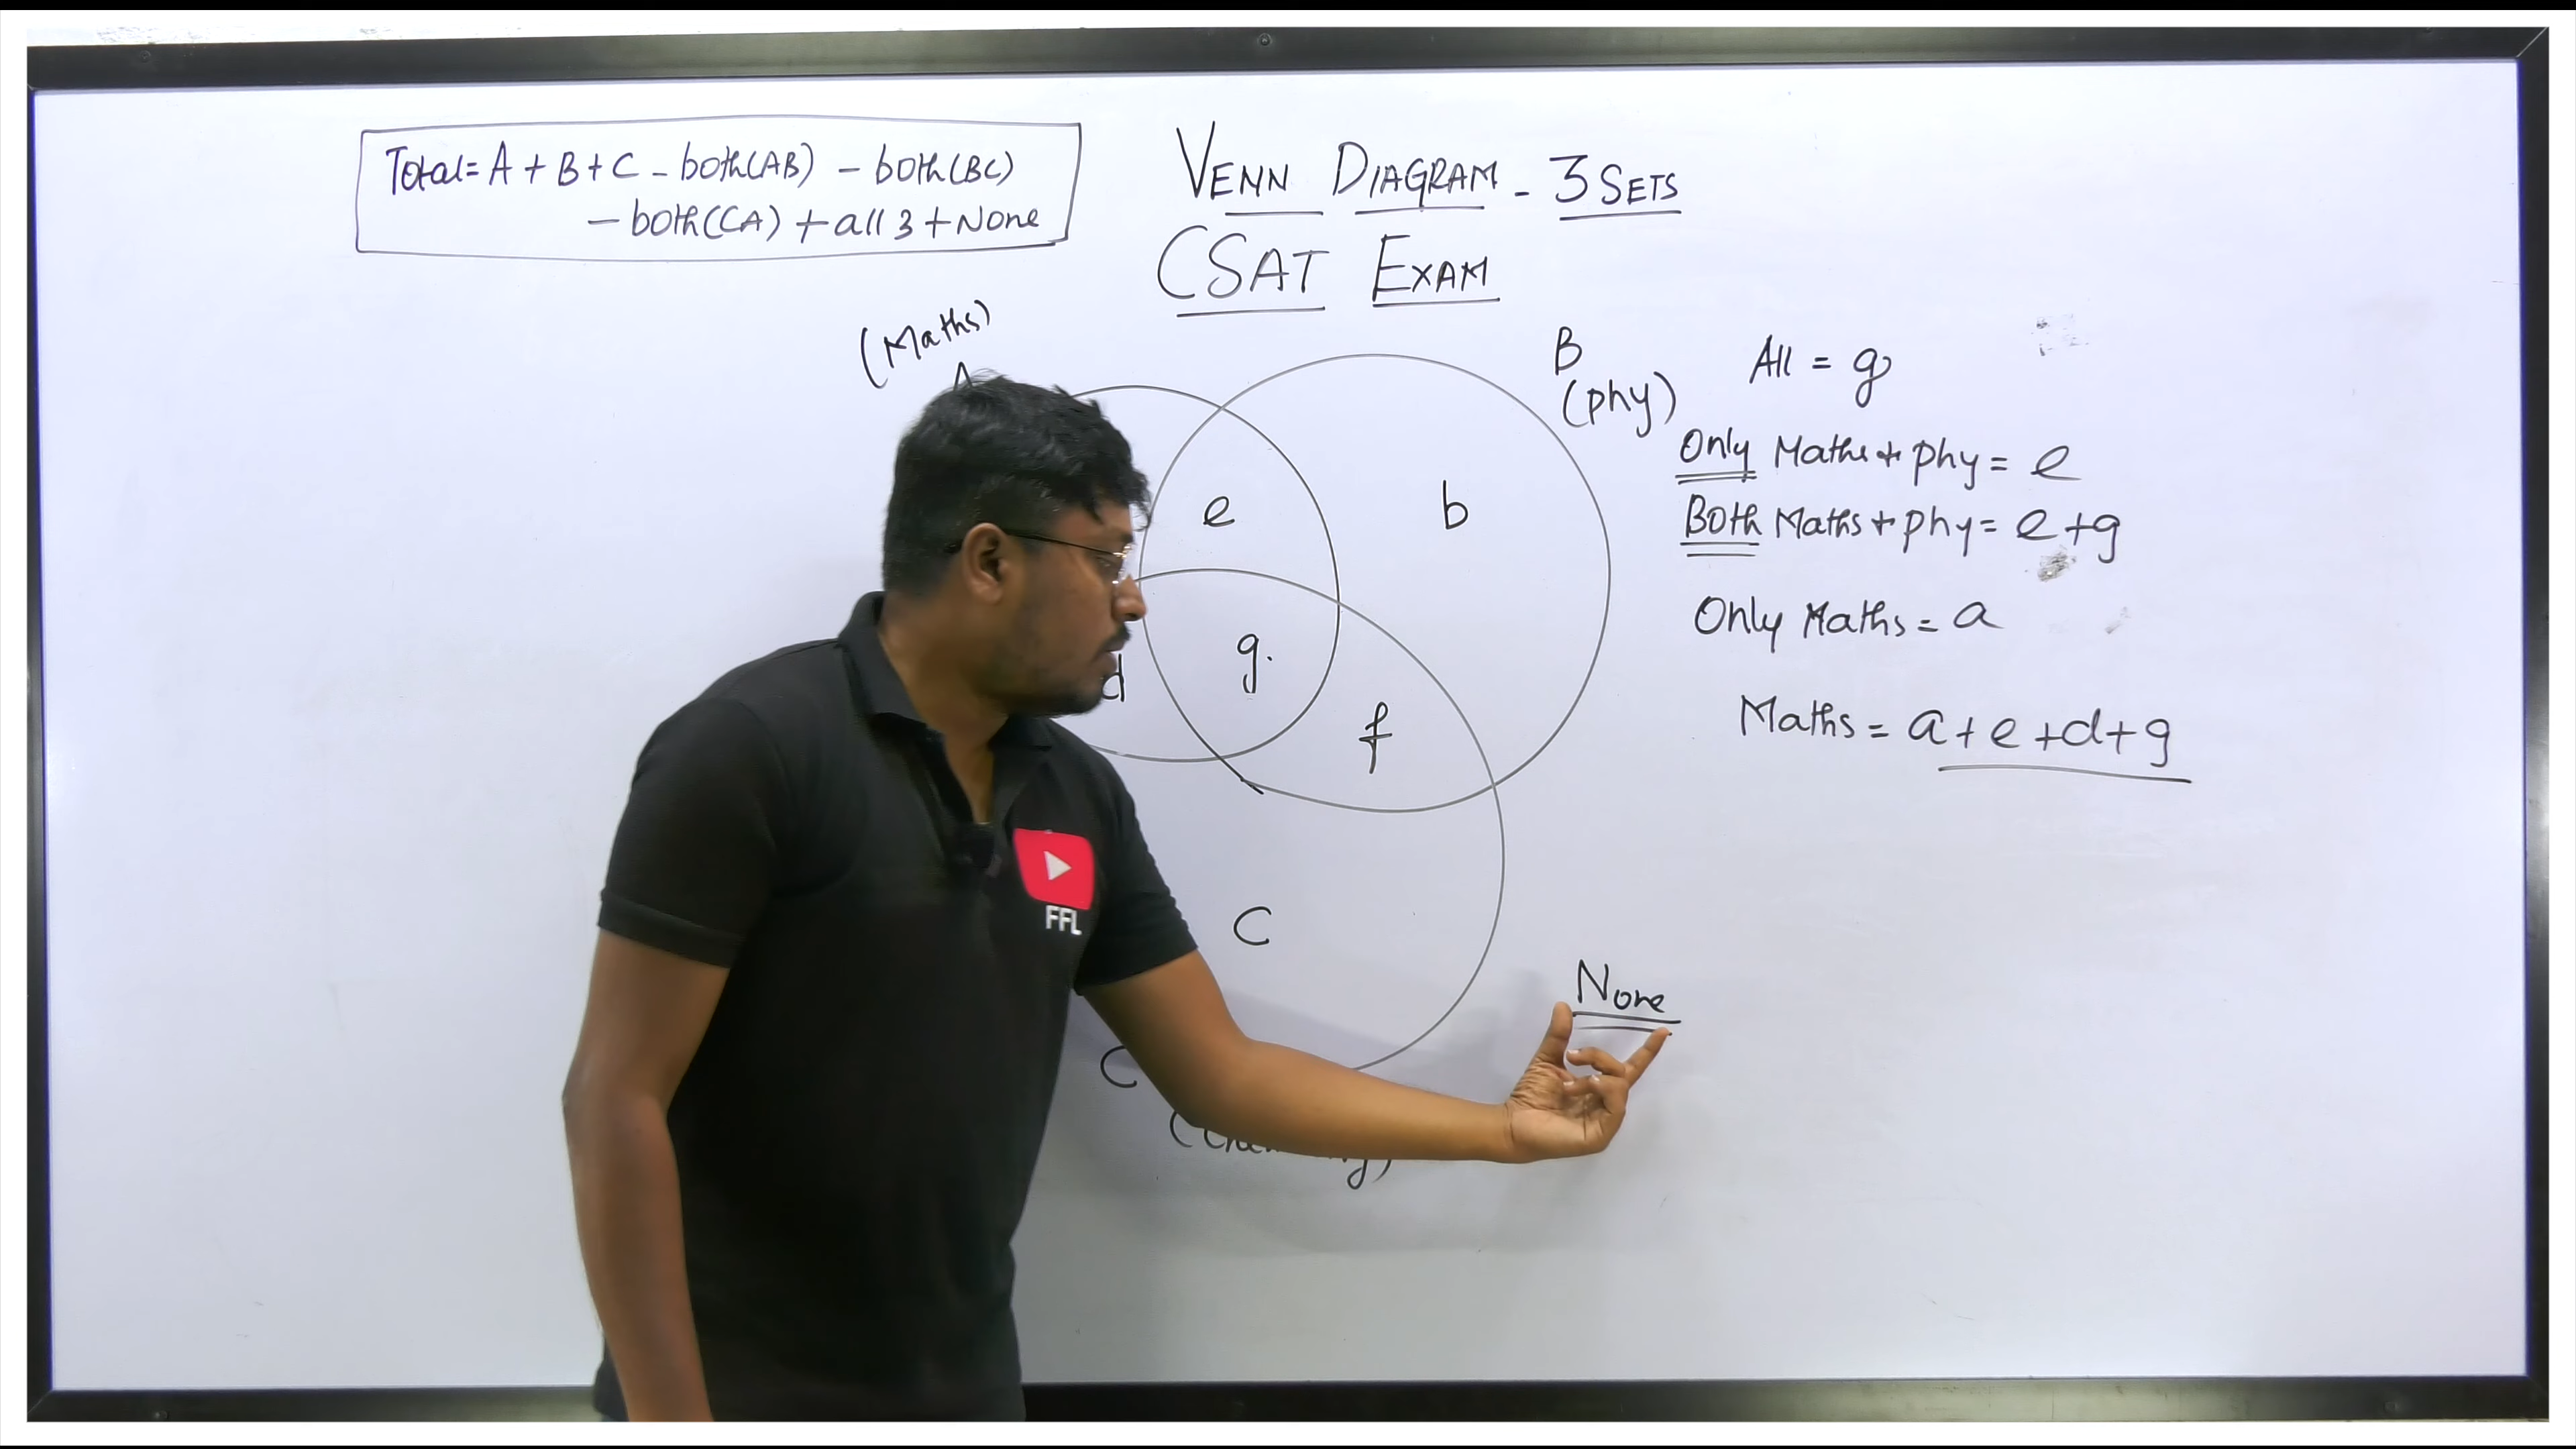 Total= A + B + C - both(AB) - both(BC)
- both(CA) + all 3 + None
VENN DIAGRAM - 3 SETS
CSAT EXAM
(Maths)
B
(phy)
e
b
d
g.
f
C
C
All = g
Only Maths + phy = e
Both Maths + phy = e + g
Only Maths = a
Maths = a + e + d + g
None
FFL